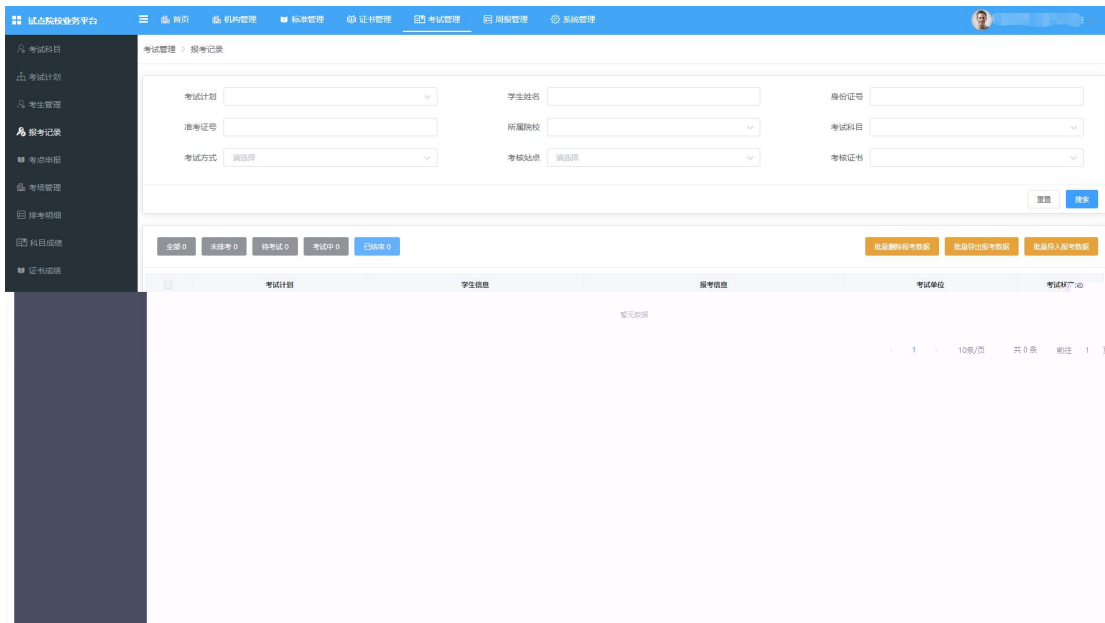 试点院校业务平台 首页 机构管理 标准管理 证书管理 考试管理 周报管理 系统管理
考试科目
考试计划
考生管理
报考记录
考点申报
考场管理
排考明细
科目成绩
证书成绩
考试管理 > 报考记录
考试计划 学生姓名 身份证号
准考证号 所属院校 考试科目
考试方式 请选择 考核站点 请选择 考核证书
重置 搜索
全部 0 未排考 0 待考试 0 考试中 0 已结束 0 批量删除报考数据 批量导出报考数据 批量导入报考数据
考试计划 学生信息 报考信息 考试单位 考试状态
暂无数据
< 1 > 10条/页 共 0 条 前往 1